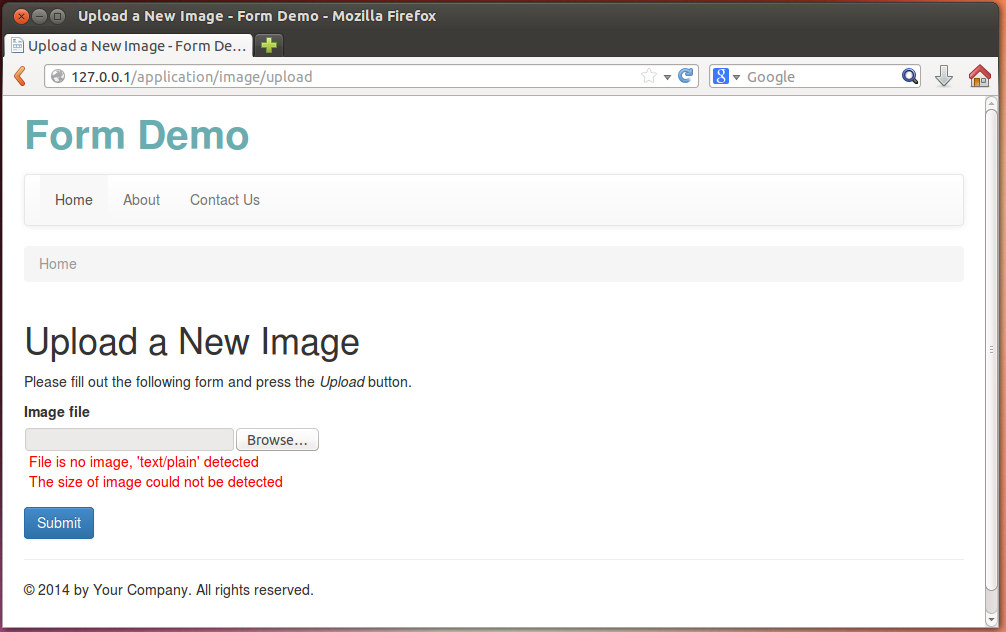 Upload a New Image - Form Demo - Mozilla Firefox
Upload a New Image - Form De...
127.0.0.1/application/image/upload
8 Google
Form Demo
Home About Contact Us
Home
Upload a New Image
Please fill out the following form and press the Upload button.
Image file
Browse...
File is no image, 'text/plain' detected
The size of image could not be detected
Submit
© 2014 by Your Company. All rights reserved.